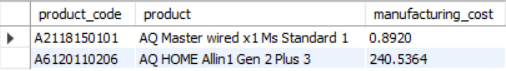 product_code product manufacturing_cost
A2118150101 AQ Master wired x1 Ms Standard 1 0.8920
A6120110206 AQ HOME Allin1 Gen 2 Plus 3 240.5364